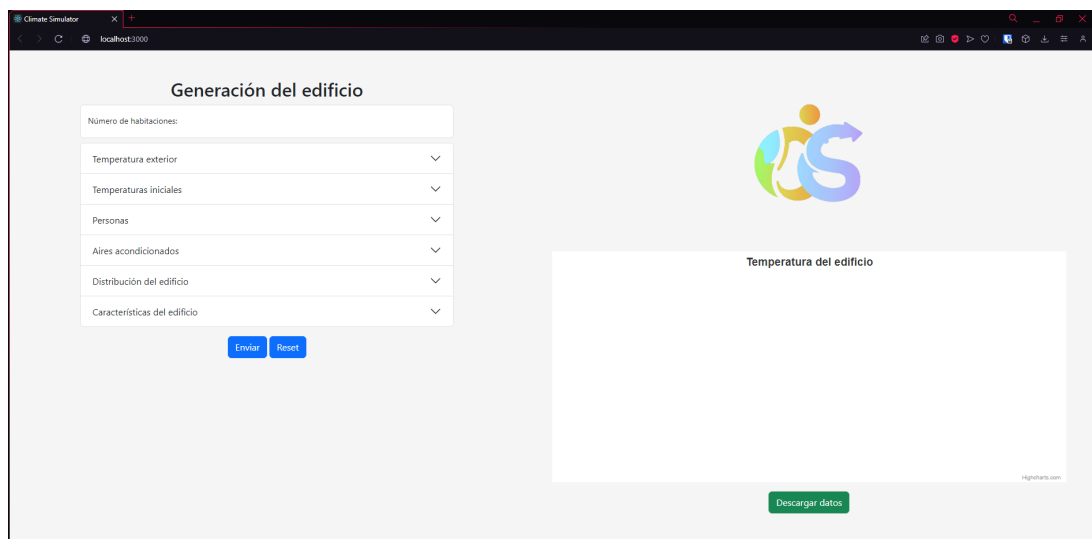 Climate Simulator
localhost:3000
Generación del edificio
Número de habitaciones:
Temperatura exterior
Temperaturas iniciales
Personas
Aires acondicionados
Distribución del edificio
Características del edificio
Enviar Reset
Temperatura del edificio
Highcharts.com
Descargar datos